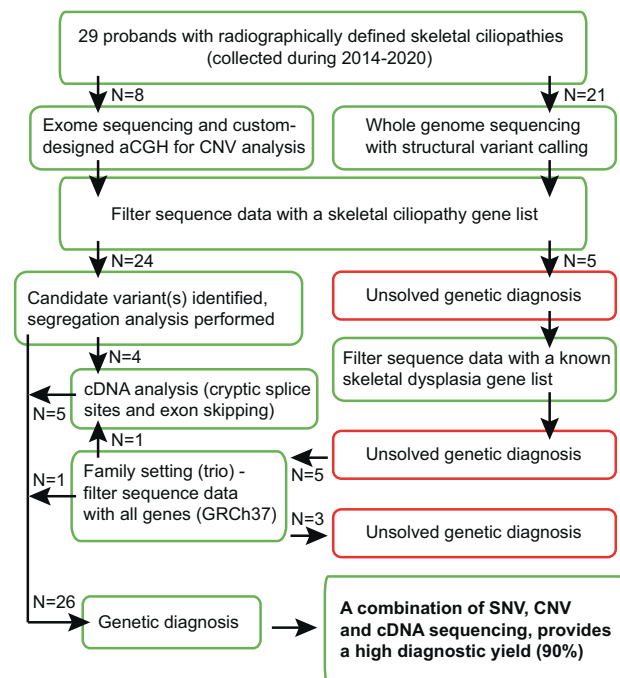 29 probands with radiographically defined skeletal ciliopathies
(collected during 2014-2020)
N=8
N=21
Exome sequencing and custom-
designed aCGH for CNV analysis
Whole genome sequencing
with structural variant calling
Filter sequence data with a skeletal ciliopathy gene list
N=24
N=5
Candidate variant(s) identified,
segregation analysis performed
Unsolved genetic diagnosis
N=4
Filter sequence data with a known
skeletal dysplasia gene list
cDNA analysis (cryptic splice
sites and exon skipping)
N=5
N=1
Unsolved genetic diagnosis
N=5
Family setting (trio) -
filter sequence data
with all genes (GRCh37)
N=1
N=3
Unsolved genetic diagnosis
N=26
Genetic diagnosis
A combination of SNV, CNV
and cDNA sequencing, provides
a high diagnostic yield (90%)